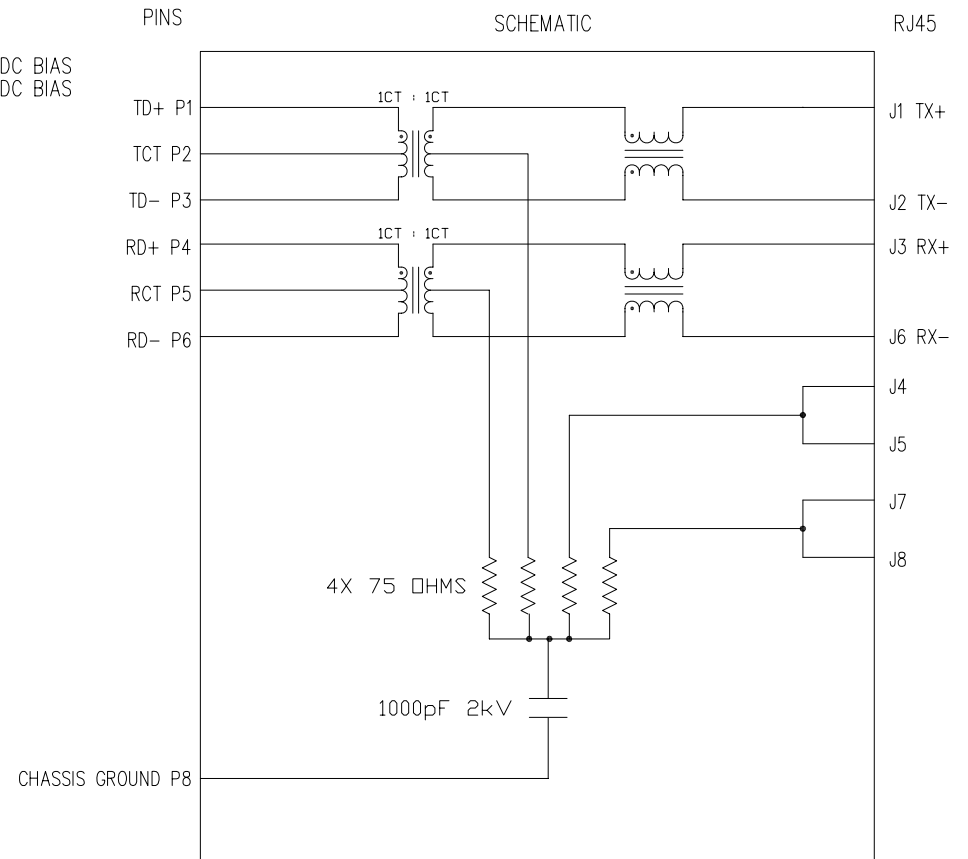 PINS
SCHEMATIC
RJ45
DC BIAS
DC BIAS
1CT : 1CT
TD+ P1
J1 TX+
TCT P2
TD– P3
J2 TX–
1CT : 1CT
RD+ P4
J3 RX+
RCT P5
RD– P6
J6 RX–
J4
J5
J7
J8
4X 75 OHMS
1000pF 2kV
CHASSIS GROUND P8